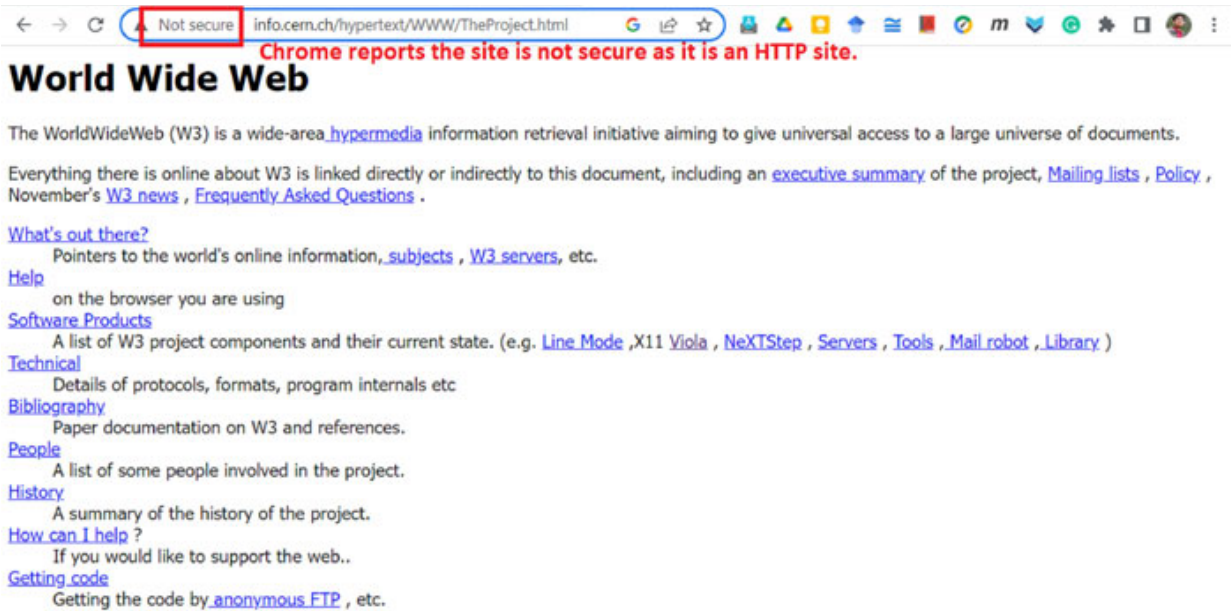 Not secure info.cern.ch/hypertext/WWW/TheProject.html
Chrome reports the site is not secure as it is an HTTP site.
World Wide Web
The WorldWideWeb (W3) is a wide-area hypermedia information retrieval initiative aiming to give universal access to a large universe of documents.
Everything there is online about W3 is linked directly or indirectly to this document, including an executive summary of the project, Mailing lists , Policy ,
November's W3 news , Frequently Asked Questions .
What's out there?
Pointers to the world's online information, subjects , W3 servers, etc.
Help
on the browser you are using
Software Products
A list of W3 project components and their current state. (e.g. Line Mode ,X11 Viola , NeXTStep , Servers , Tools , Mail robot , Library )
Technical
Details of protocols, formats, program internals etc
Bibliography
Paper documentation on W3 and references.
People
A list of some people involved in the project.
History
A summary of the history of the project.
How can I help ?
If you would like to support the web..
Getting code
Getting the code by anonymous FTP , etc.